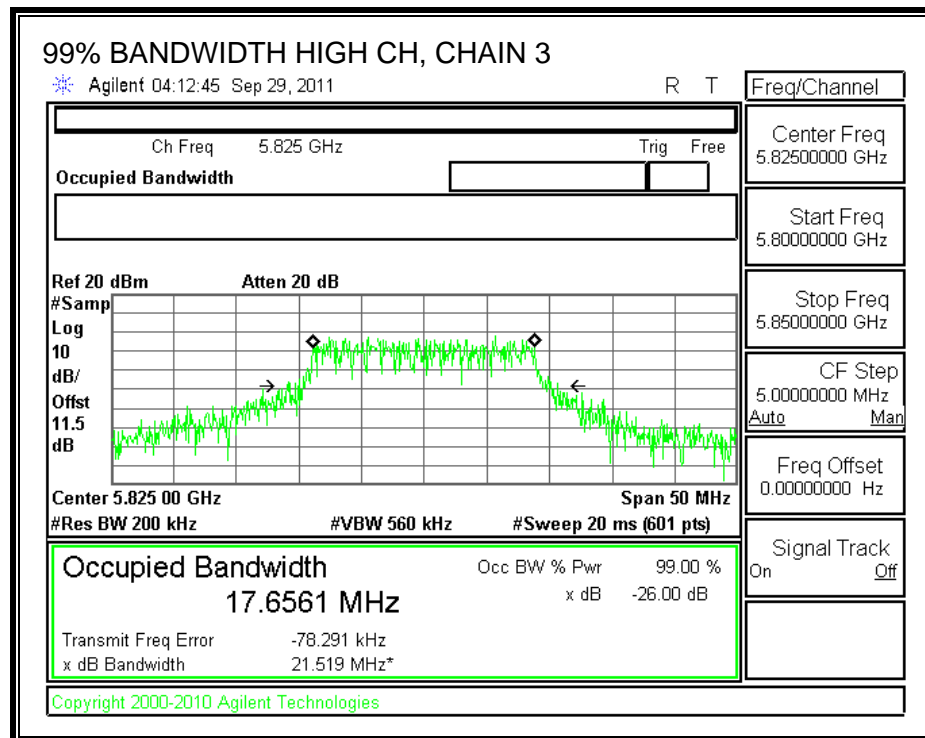 99% BANDWIDTH HIGH CH, CHAIN 3
Agilent 04:12:45 Sep 29, 2011 R T
Freq/Channel
Ch Freq 5.825 GHz Trig Free
Occupied Bandwidth
Center Freq
5.82500000 GHz
Start Freq
5.80000000 GHz
Stop Freq
5.85000000 GHz
CF Step
5.00000000 MHz
Auto Man
Freq Offset
0.00000000 Hz
Signal Track
On Off
Ref 20 dBm Atten 20 dB
#Samp
Log
10
dB/
Offst
11.5
dB
Center 5.825 00 GHz Span 50 MHz
#Res BW 200 kHz #VBW 560 kHz #Sweep 20 ms (601 pts)
Occupied Bandwidth Occ BW % Pwr 99.00 %
17.6561 MHz x dB -26.00 dB
Transmit Freq Error -78.291 kHz
x dB Bandwidth 21.519 MHz*
Copyright 2000-2010 Agilent Technologies